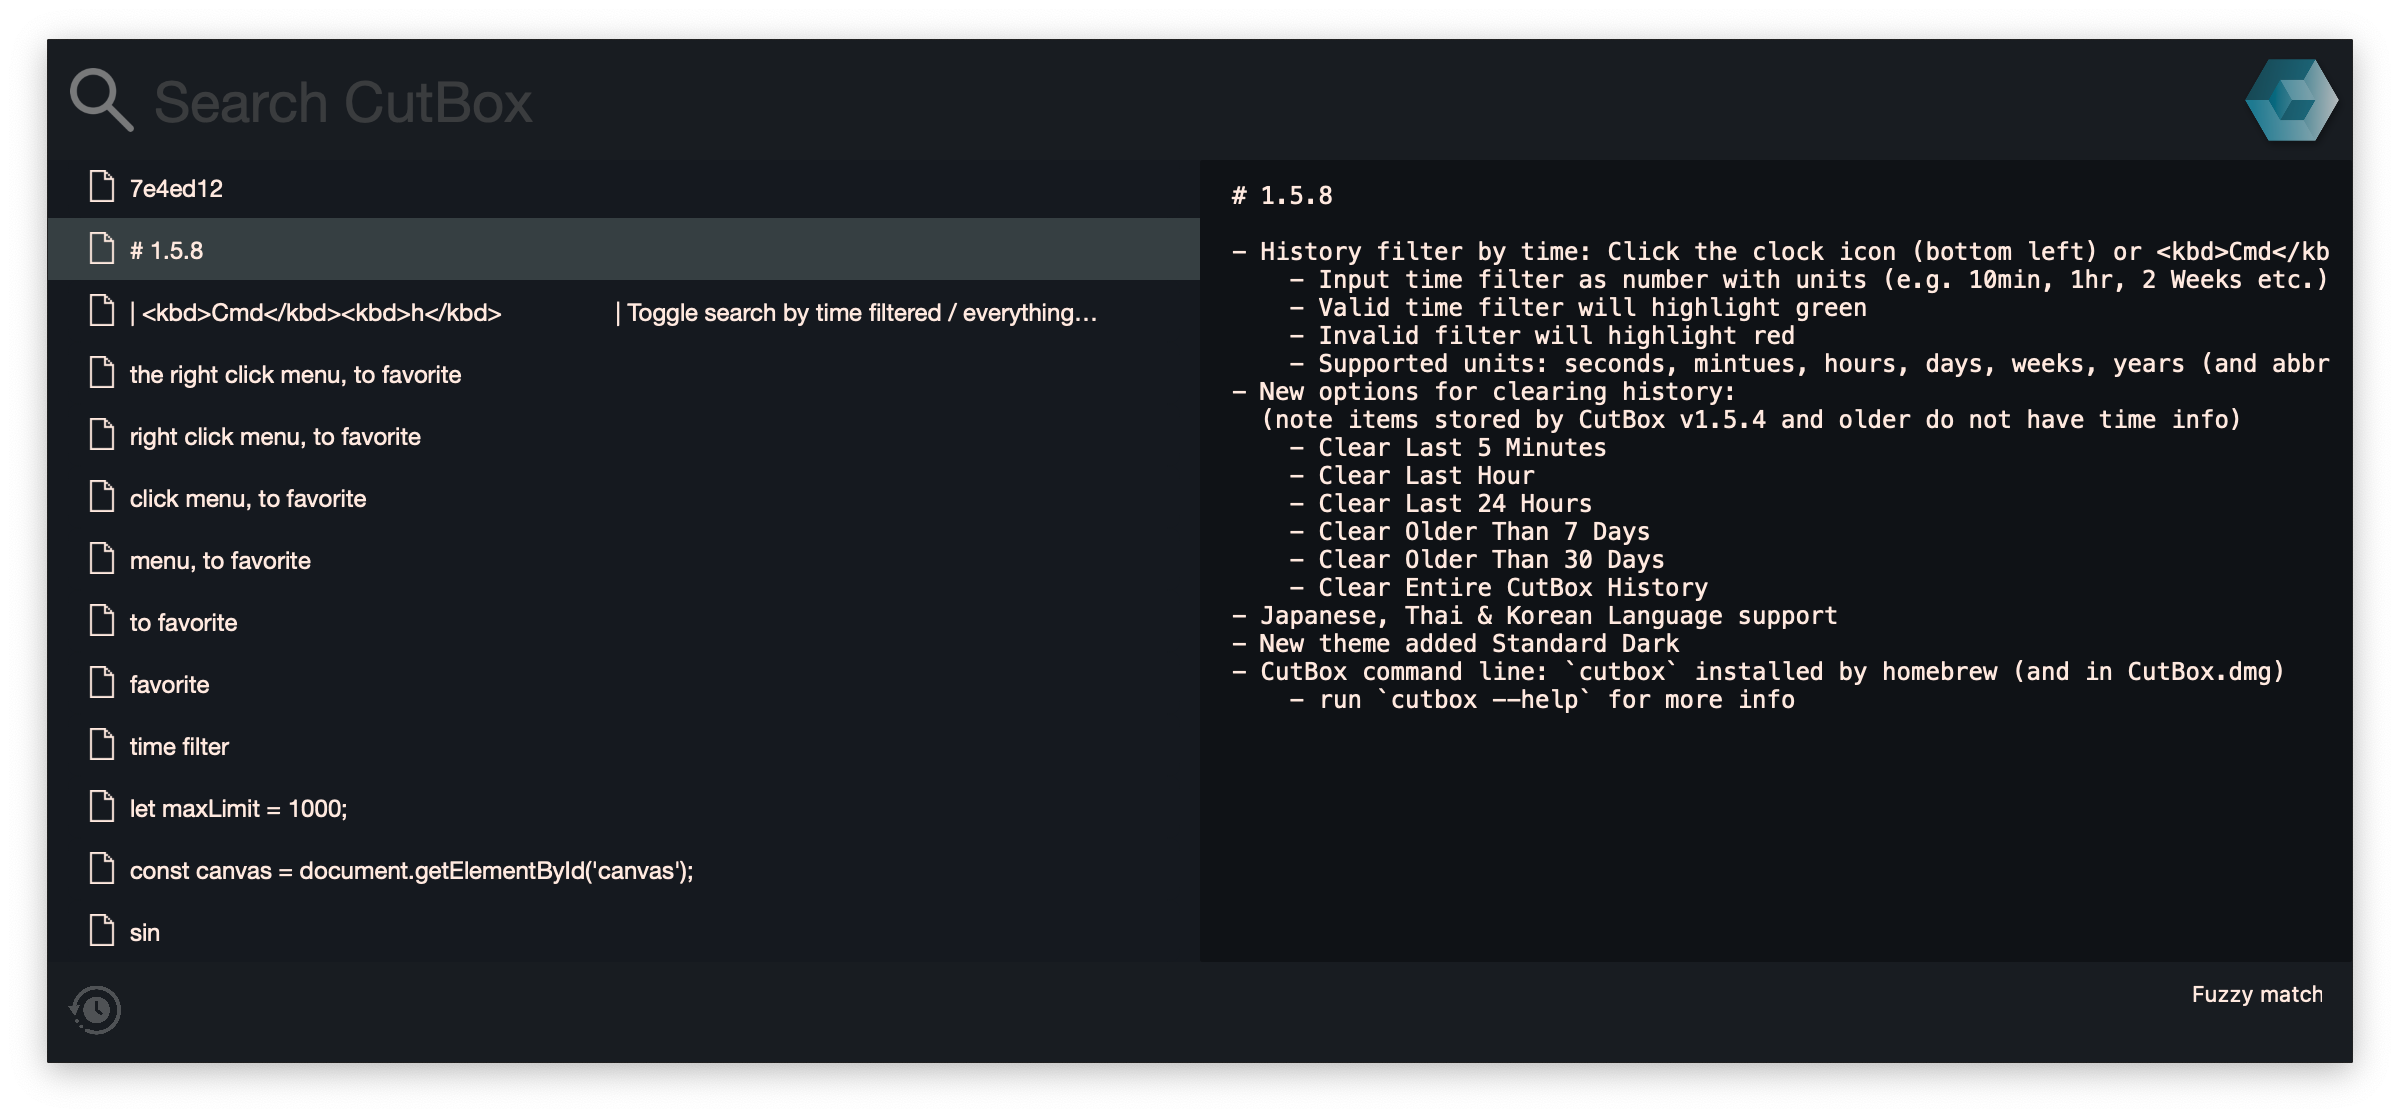 Search CutBox
7e4ed12
# 1.5.8
| <kbd>Cmd</kbd><kbd>h</kbd> | Toggle search by time filtered / everything...
the right click menu, to favorite
right click menu, to favorite
click menu, to favorite
menu, to favorite
to favorite
favorite
time filter
let maxLimit = 1000;
const canvas = document.getElementById('canvas');
sin
# 1.5.8
- History filter by time: Click the clock icon (bottom left) or <kbd>Cmd</kb
- Input time filter as number with units (e.g. 10min, 1hr, 2 Weeks etc.)
- Valid time filter will highlight green
- Invalid filter will highlight red
- Supported units: seconds, mintues, hours, days, weeks, years (and abbr
- New options for clearing history:
(note items stored by CutBox v1.5.4 and older do not have time info)
- Clear Last 5 Minutes
- Clear Last Hour
- Clear Last 24 Hours
- Clear Older Than 7 Days
- Clear Older Than 30 Days
- Clear Entire CutBox History
- Japanese, Thai & Korean Language support
- New theme added Standard Dark
- CutBox command line: `cutbox` installed by homebrew (and in CutBox.dmg)
- run `cutbox --help` for more info
Fuzzy match